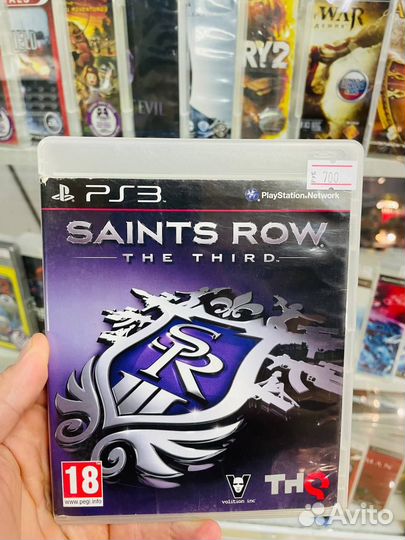 RY2
WAR
EVIL
РУБ 700
PS3
PlayStation®Network
SAINTS ROW
THE THIRD
SR
18
www.pegi.info
V
volition inc
THQ
Avito